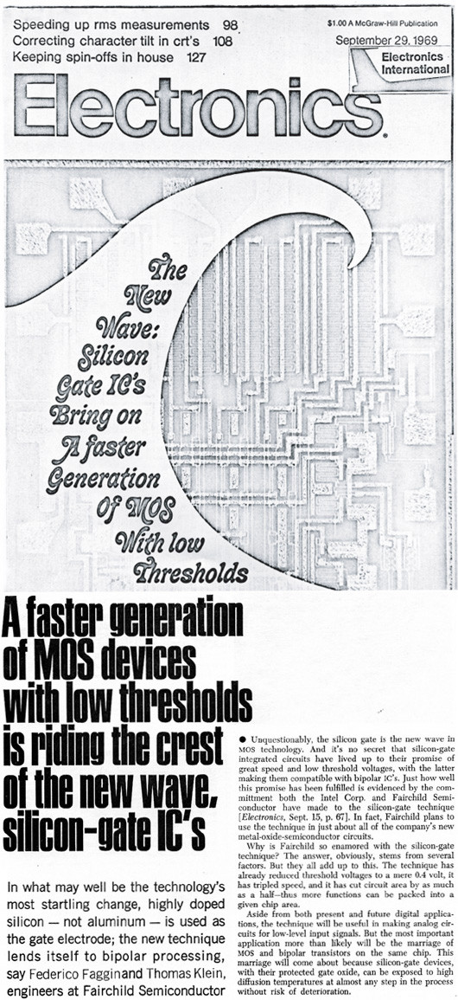 Speeding up rms measurements 98
Correcting character tilt in crt's 108
Keeping spin-offs in house 127
$1.00 A McGraw-Hill Publication
September 29, 1969
Electronics
International
Electronics®
The
New
Wave:
Silicon
Gate IC's
Bring on
A faster
Generation
Of MOS
With low
Thresholds
A faster generation
of MOS devices
with low thresholds
is riding the crest
of the new wave,
silicon-gate IC's
In what may well be the technology's
most startling change, highly doped
silicon — not aluminum — is used as
the gate electrode; the new technique
lends itself to bipolar processing,
say Federico Faggin and Thomas Klein,
engineers at Fairchild Semiconductor
● Unquestionably, the silicon gate is the new wave in
MOS technology. And it's no secret that silicon-gate
integrated circuits have lived up to their promise of
great speed and low threshold voltages, with the latter
making them compatible with bipolar IC's. Just how well
this promise has been fulfilled is evidenced by the com-
mittment both the Intel Corp. and Fairchild Semi-
conductor have made to the silicon-gate technique
[Electronics, Sept. 15, p. 67]. In fact, Fairchild plans to
use the technique in just about all of the company's new
metal-oxide-semiconductor circuits.
Why is Fairchild so enamored with the silicon-gate
technique? The answer, obviously, stems from several
factors. But they all add up to this. The technique has
already reduced threshold voltages to a mere 0.4 volt, it
has tripled speed, and it has cut circuit area by as much
as a half—thus more functions can be packed into a
given chip area.
Aside from both present and future digital applica-
tions, the technique will be useful in making analog cir-
cuits for low-level input signals. But the most important
application more than likely will be the marriage of
MOS and bipolar transistors on the same chip. This
marriage will come about because silicon-gate devices,
with their protected gate oxide, can be exposed to high
diffusion temperatures at almost any step in the process
without risk of deterioration.